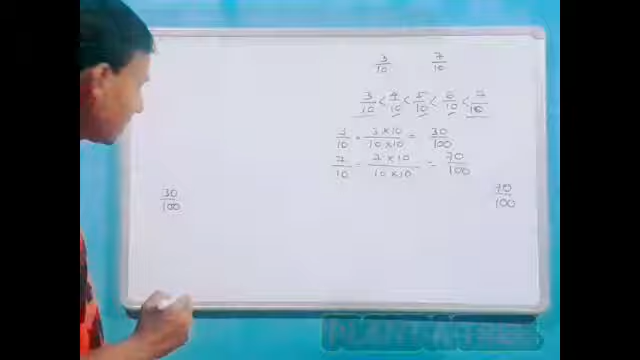 3/10 7/10
3/10 < 4/10 < 5/10 < 6/10 < 7/10
3/10 = 3×10/10×10 = 30/100
7/10 = 7×10/10×10 = 70/100
30/100 70/100